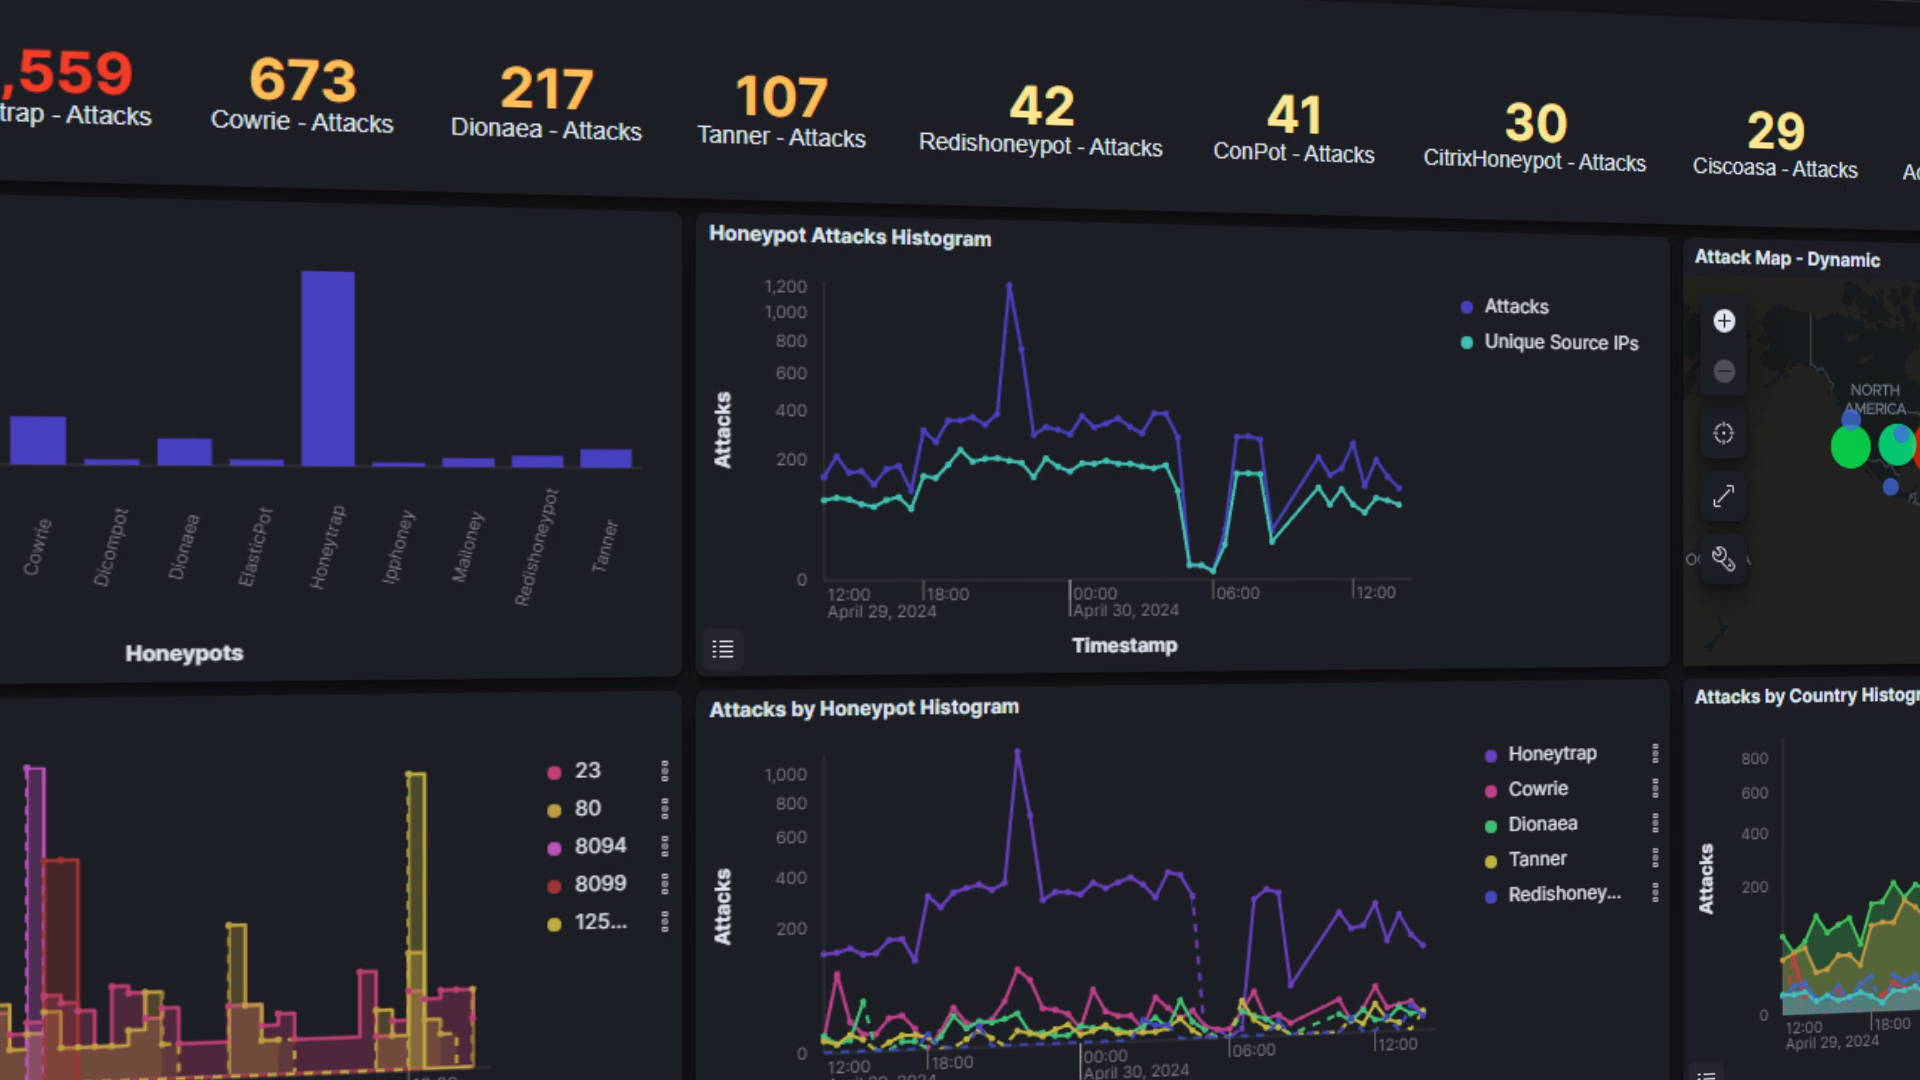 ,559
trap - Attacks
673
Cowrie - Attacks
217
Dionaea - Attacks
107
Tanner - Attacks
42
Redishoneypot - Attacks
41
ConPot - Attacks
30
CitrixHoneypot - Attacks
29
Ciscoasa - Attacks
Cowrie
Dicompot
Dionaea
ElasticPot
Honeytrap
Ipphoney
Mailoney
Redishoneypot
Tanner
Honeypots
Honeypot Attacks Histogram
1,200
1,000
800
600
400
200
0
Attacks
12:00
18:00
00:00
06:00
12:00
April 29, 2024
April 30, 2024
Timestamp
Attacks
Unique Source IPs
Attack Map - Dynamic
NORTH
AMERICA
23
80
8094
8099
125...
Attacks by Honeypot Histogram
1,000
800
600
400
200
0
Attacks
12:00
18:00
00:00
06:00
12:00
April 30, 2024
Honeytrap
Cowrie
Dionaea
Tanner
Redishoney...
Attacks by Country Histogr
800
600
400
200
0
Attacks
12:00
18:00
April 29, 2024